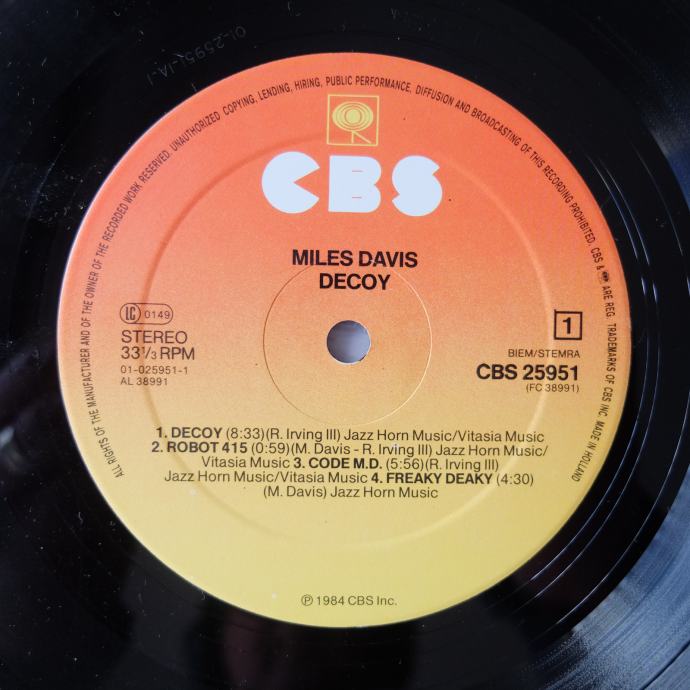 ALL RIGHTS OF THE MANUFACTURER AND OF THE OWNER OF THE RECORDED WORK RESERVED. UNAUTHORIZED COPYING, LENDING, HIRING, PUBLIC PERFORMANCE, DIFFUSION AND BROADCASTING OF THIS RECORDING PROHIBITED. CBS & ARE REG. TRADEMARKS OF CBS INC. MADE IN HOLLAND
CBS
MILES DAVIS
DECOY
LC 0149
STEREO
33 1/3 RPM
01-025951-1
AL 38991
1
BIEM/STEMRA
CBS 25951
(FC 38991)
1. DECOY (8:33)(R. Irving III) Jazz Horn Music/Vitasia Music
2. ROBOT 415 (0:59)(M. Davis - R. Irving III) Jazz Horn Music/
Vitasia Music 3. CODE M.D. (5:56)(R. Irving III)
Jazz Horn Music/Vitasia Music 4. FREAKY DEAKY (4:30)
(M. Davis) Jazz Horn Music
℗ 1984 CBS Inc.